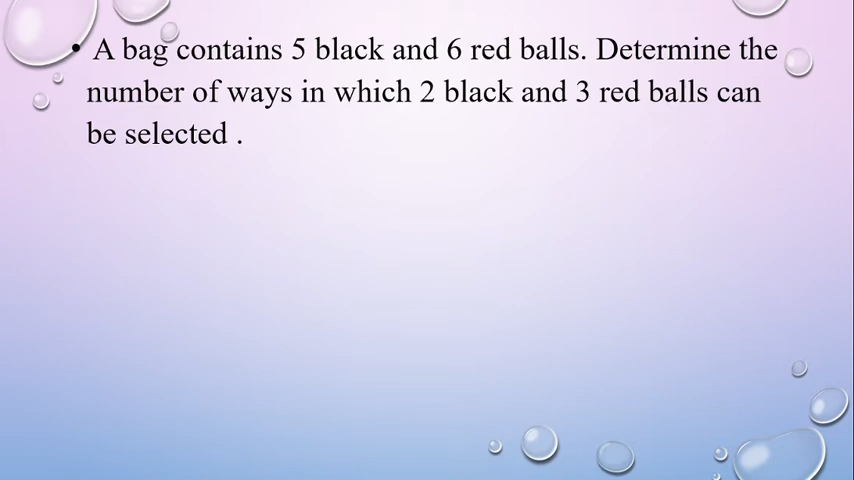 • A bag contains 5 black and 6 red balls. Determine the
number of ways in which 2 black and 3 red balls can
be selected .